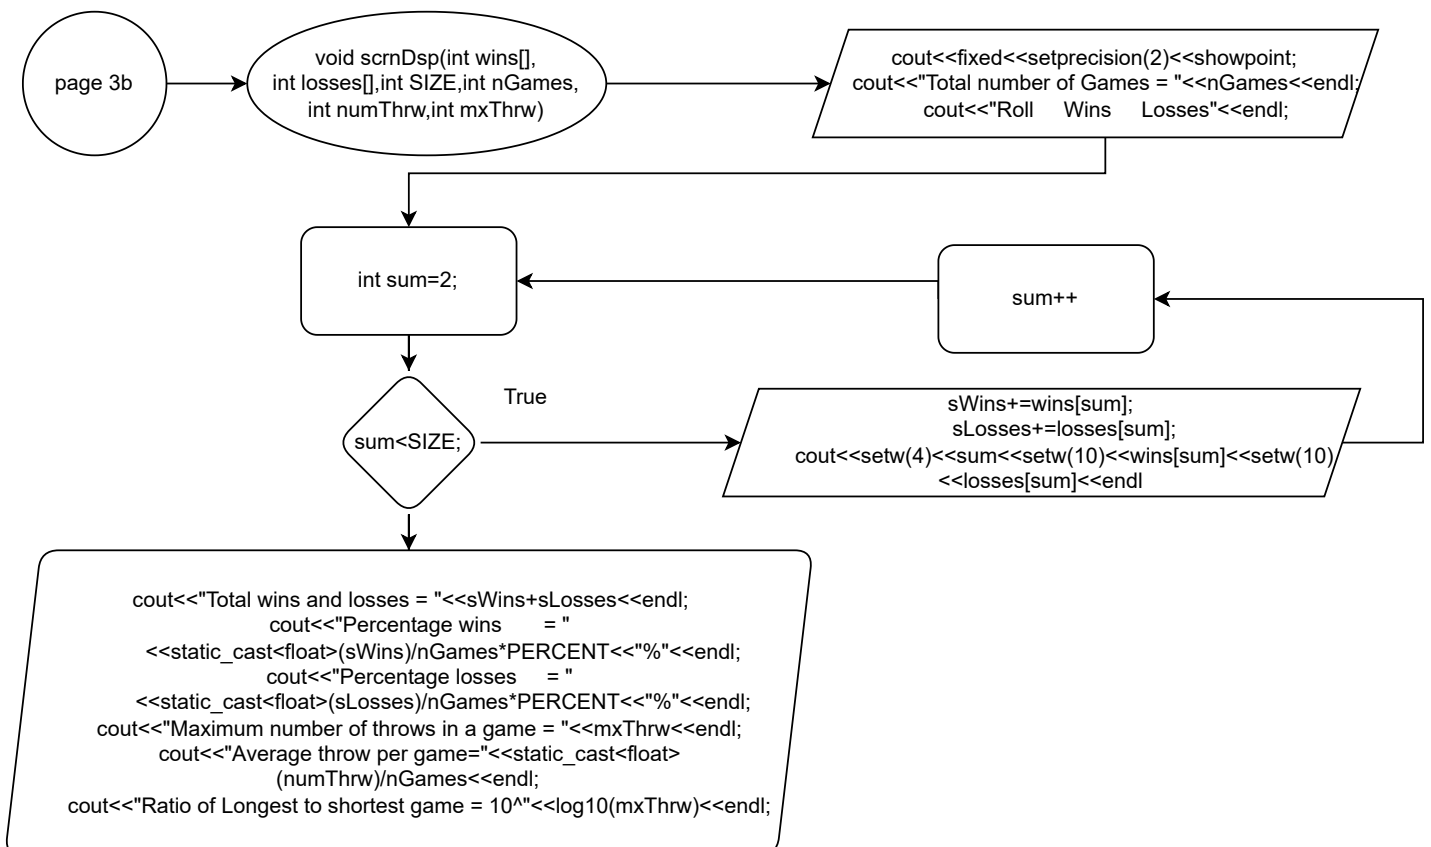 page 3b
void scrnDsp(int wins[],
int losses[],int SIZE,int nGames,
int numThrw,int mxThrw)
cout<<fixed<<setprecision(2)<<showpoint;
cout<<"Total number of Games = "<<nGames<<endl;
cout<<"Roll     Wins     Losses"<<endl;
int sum=2;
sum++
True
sum<SIZE;
sWins+=wins[sum];
sLosses+=losses[sum];
cout<<setw(4)<<sum<<setw(10)<<wins[sum]<<setw(10)
<<losses[sum]<<endl
cout<<"Total wins and losses = "<<sWins+sLosses<<endl;
cout<<"Percentage wins       = "
<<static_cast<float>(sWins)/nGames*PERCENT<<"%"<<endl;
cout<<"Percentage losses     = "
<<static_cast<float>(sLosses)/nGames*PERCENT<<"%"<<endl;
cout<<"Maximum number of throws in a game = "<<mxThrw<<endl;
cout<<"Average throw per game="<<static_cast<float>
(numThrw)/nGames<<endl;
cout<<"Ratio of Longest to shortest game = 10^"<<log10(mxThrw)<<endl;